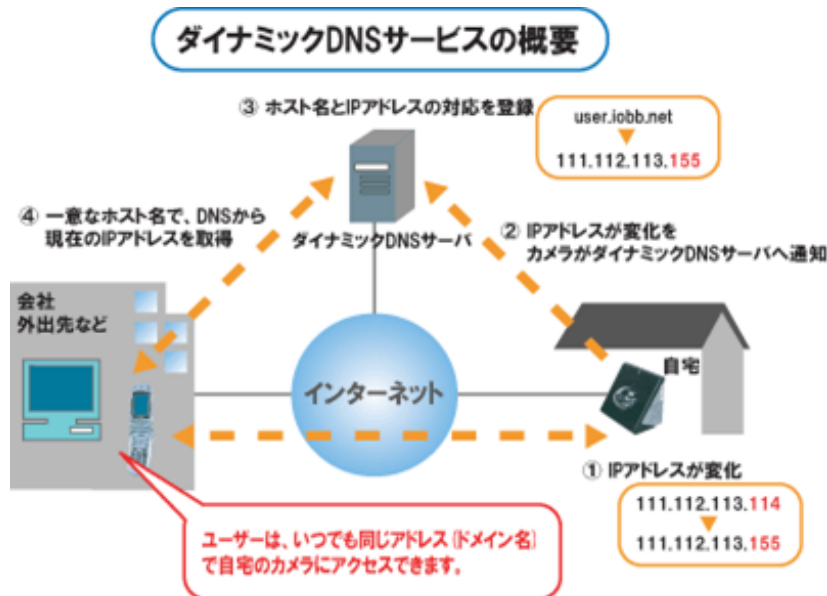 ダイナミックDNSサービスの概要
③ ホスト名とIPアドレスの対応を登録
user.iobb.net
111.112.113.155
④ 一意なホスト名で、DNSから
現在のIPアドレスを取得
ダイナミックDNSサーバ
② IPアドレスが変化を
カメラがダイナミックDNSサーバへ通知
会社
外出先など
自宅
インターネット
① IPアドレスが変化
111.112.113.114
111.112.113.155
ユーザーは、いつでも同じアドレス(ドメイン名)
で自宅のカメラにアクセスできます。